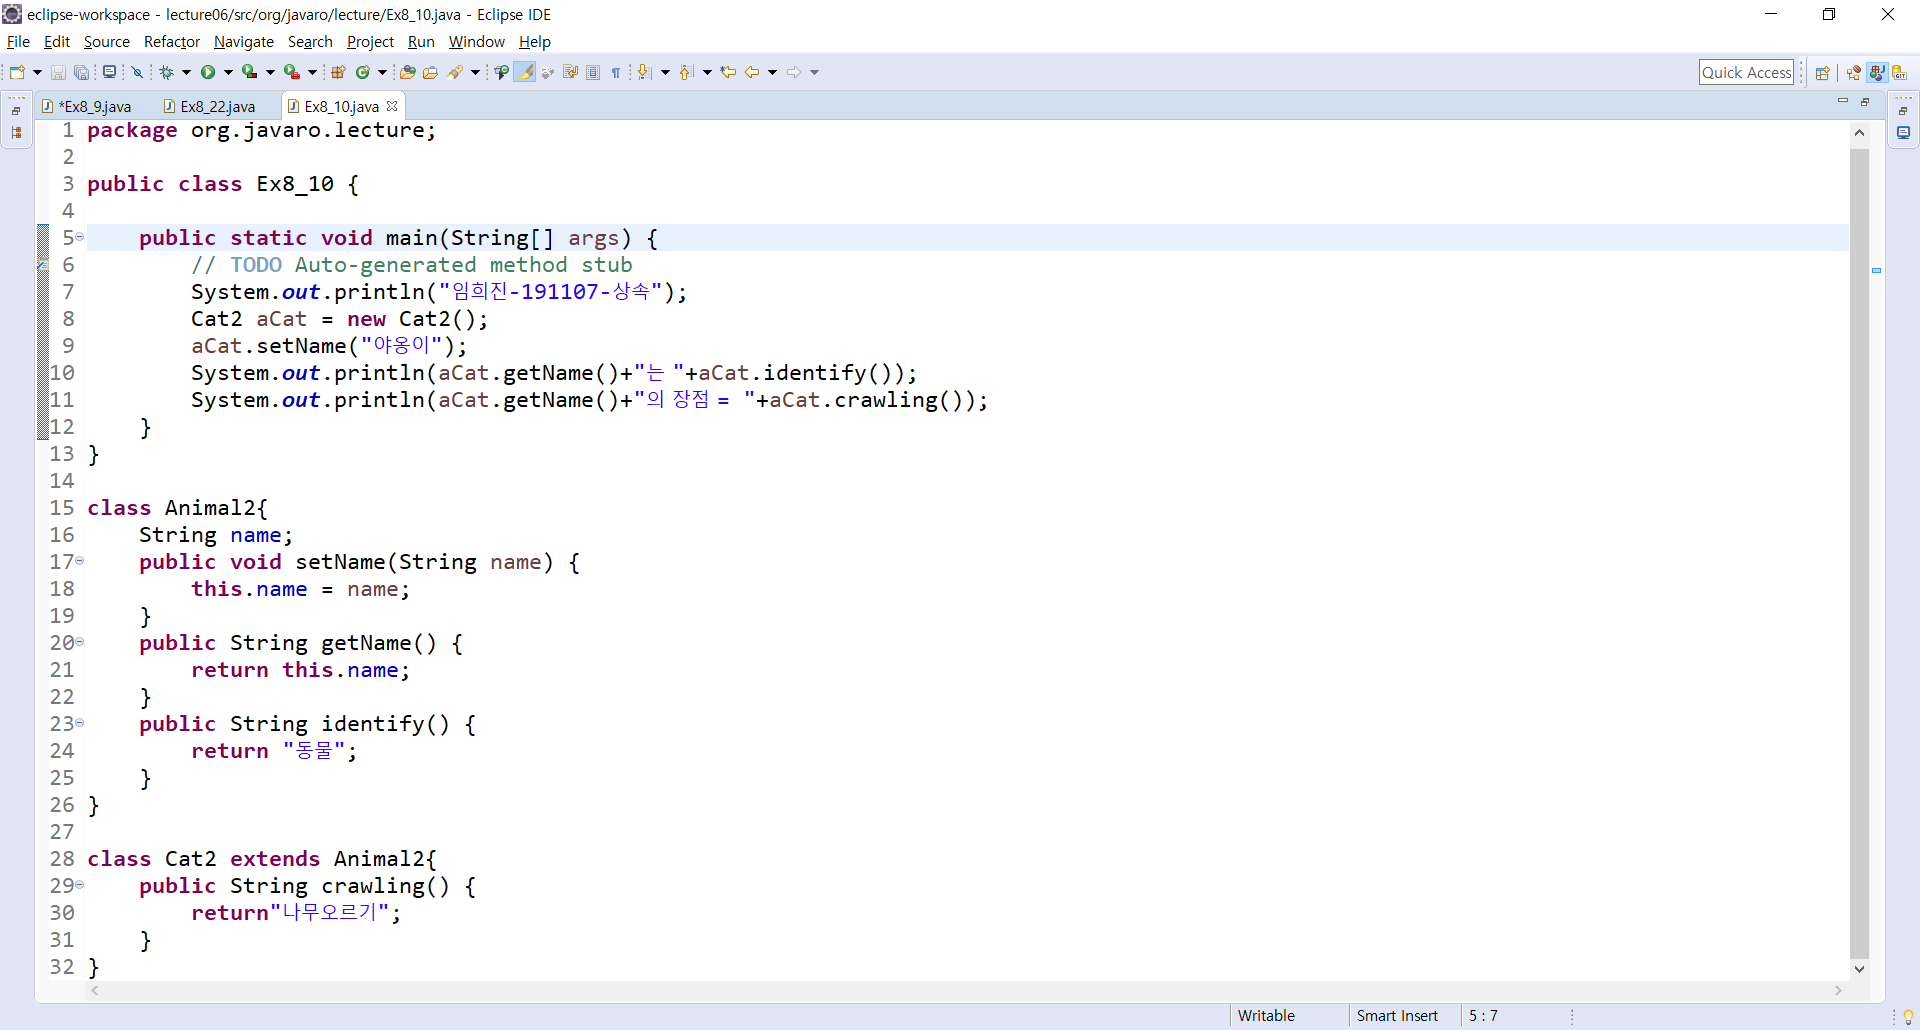 eclipse-workspace - lecture06/src/org/javaro/lecture/Ex8_10.java - Eclipse IDE
File Edit Source Refactor Navigate Search Project Run Window Help
Quick Access
*Ex8_9.java Ex8_22.java Ex8_10.java
1 package org.javaro.lecture;
2
3 public class Ex8_10 {
4
5 public static void main(String[] args) {
6 // TODO Auto-generated method stub
7 System.out.println("임희진-191107-상속");
8 Cat2 aCat = new Cat2();
9 aCat.setName("야옹이");
10 System.out.println(aCat.getName()+"는 "+aCat.identify());
11 System.out.println(aCat.getName()+"의 장점 = "+aCat.crawling());
12 }
13 }
14
15 class Animal2{
16 String name;
17 public void setName(String name) {
18 this.name = name;
19 }
20 public String getName() {
21 return this.name;
22 }
23 public String identify() {
24 return "동물";
25 }
26 }
27
28 class Cat2 extends Animal2{
29 public String crawling() {
30 return"나무오르기";
31 }
32 }
Writable Smart Insert 5 : 7